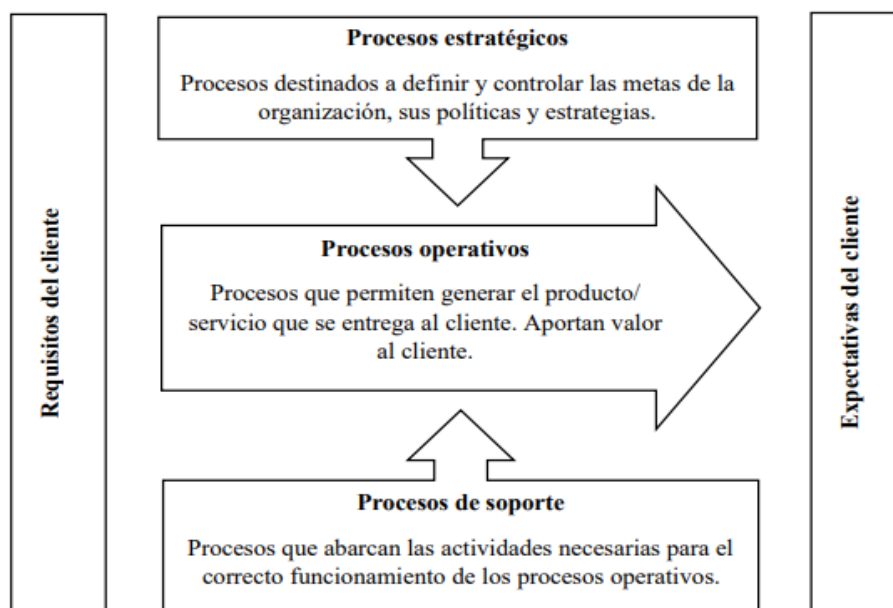 Requisitos del cliente
Procesos estratégicos
Procesos destinados a definir y controlar las metas de la
organización, sus políticas y estrategias.
Procesos operativos
Procesos que permiten generar el producto/
servicio que se entrega al cliente. Aportan valor
al cliente.
Procesos de soporte
Procesos que abarcan las actividades necesarias para el
correcto funcionamiento de los procesos operativos.
Expectativas del cliente